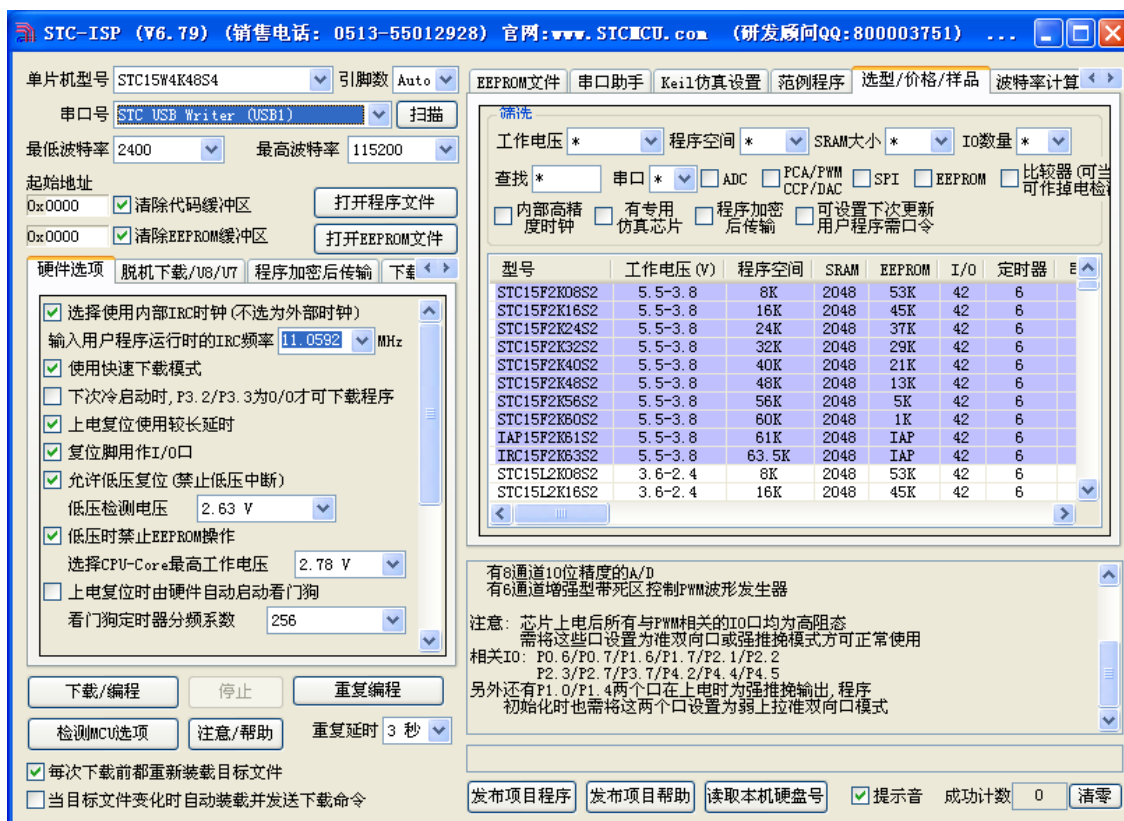 STC-ISP (V6.79) (销售电话: 0513-55012928) 官网:www.STCMCU.com (研发顾问QQ:800003751) ...
单片机型号 STC15W4K48S4 引脚数 Auto
串口号 STC USB Writer (USB1) 扫描
最低波特率 2400 最高波特率 115200
起始地址
0x0000 清除代码缓冲区 打开程序文件
0x0000 清除EEPROM缓冲区 打开EEPROM文件
硬件选项 脱机下载/U8/U7 程序加密后传输
选择使用内部IRC时钟(不选为外部时钟)
输入用户程序运行时的IRC频率 11.0592 MHz
使用快速下载模式
下次冷启动时,P3.2/P3.3为0/0才可下载程序
上电复位使用较长延时
复位脚用作I/O口
允许低压复位(禁止低压中断)
低压检测电压 2.63 V
低压时禁止EEPROM操作
选择CPU-Core最高工作电压 2.78 V
上电复位时由硬件自动启动看门狗
看门狗定时器分频系数 256
下载/编程 停止 重复编程
检测MCU选项 注意/帮助 重复延时 3 秒
每次下载前都重新装载目标文件
当目标文件变化时自动装载并发送下载命令
EEPROM文件 串口助手 Keil仿真设置 范例程序 选型/价格/样品 波特率计算
筛选
工作电压 * 程序空间 * SRAM大小 * IO数量 *
查找 * 串口 * ADC PCA/PWM CCP/DAC SPI EEPROM 比较器(可当 可作掉电检
内部高精度时钟 有专用仿真芯片 程序加密后传输 可设置下次更新用户程序需口令
型号 工作电压(V) 程序空间 SRAM EEPROM I/O 定时器
STC15F2K08S2 5.5-3.8 8K 2048 53K 42 6
STC15F2K16S2 5.5-3.8 16K 2048 45K 42 6
STC15F2K24S2 5.5-3.8 24K 2048 37K 42 6
STC15F2K32S2 5.5-3.8 32K 2048 29K 42 6
STC15F2K40S2 5.5-3.8 40K 2048 21K 42 6
STC15F2K48S2 5.5-3.8 48K 2048 13K 42 6
STC15F2K56S2 5.5-3.8 56K 2048 5K 42 6
STC15F2K60S2 5.5-3.8 60K 2048 1K 42 6
IAP15F2K61S2 5.5-3.8 61K 2048 IAP 42 6
IRC15F2K63S2 5.5-3.8 63.5K 2048 IAP 42 6
STC15L2K08S2 3.6-2.4 8K 2048 53K 42 6
STC15L2K16S2 3.6-2.4 16K 2048 45K 42 6
有8通道10位精度的A/D
有6通道增强型带死区控制PWM波形发生器
注意: 芯片上电后所有与PWM相关的IO口均为高阻态
需将这些口设置为准双向口或强推挽模式方可正常使用
相关IO: P0.6/P0.7/P1.6/P1.7/P2.1/P2.2
P2.3/P2.7/P3.7/P4.2/P4.4/P4.5
另外还有P1.0/P1.4两个口在上电时为强推挽输出,程序
初始化时也需将这两个口设置为弱上拉准双向口模式
发布项目程序 发布项目帮助 读取本机硬盘号 提示音 成功计数 0 清零